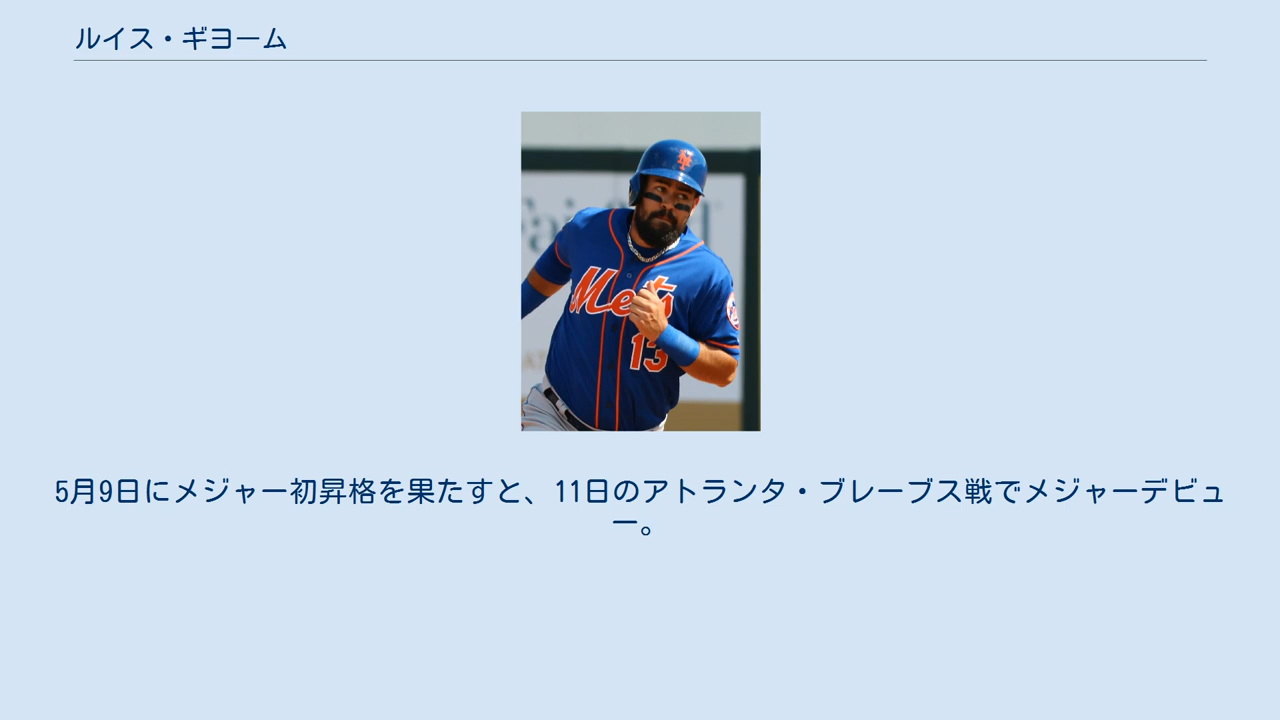 ルイス・ギヨーム
Mets
13
5月9日にメジャー初昇格を果たすと、11日のアトランタ・ブレーブス戦でメジャーデビュ
ー。